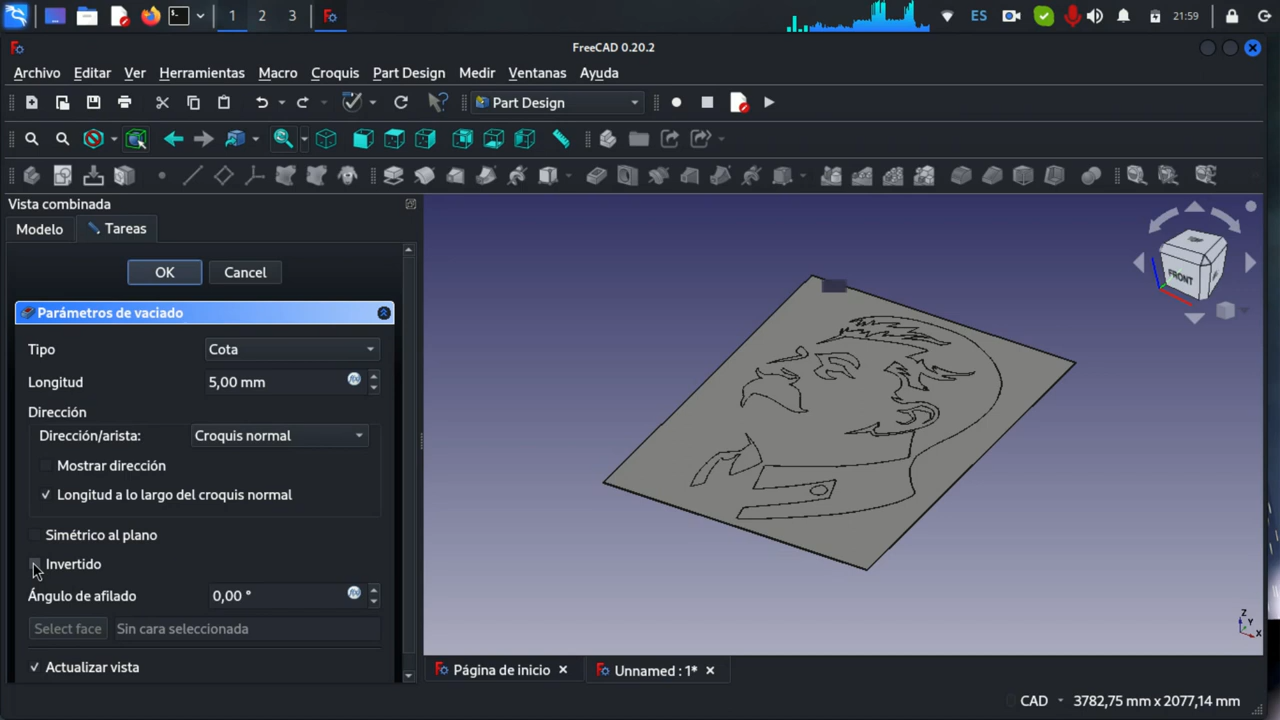 1 2 3 ES 21:59
FreeCAD 0.20.2
Archivo Editar Ver Herramientas Macro Croquis Part Design Medir Ventanas Ayuda
Part Design
Vista combinada
Modelo Tareas
OK Cancel
Parámetros de vaciado
Tipo Cota
Longitud 5,00 mm
Dirección
Dirección/arista: Croquis normal
Mostrar dirección
Longitud a lo largo del croquis normal
Simétrico al plano
Invertido
Ángulo de afilado 0,00 °
Select face Sin cara seleccionada
Actualizar vista
FRONT
Z
Y
X
Página de inicio Unnamed : 1*
CAD 3782,75 mm x 2077,14 mm